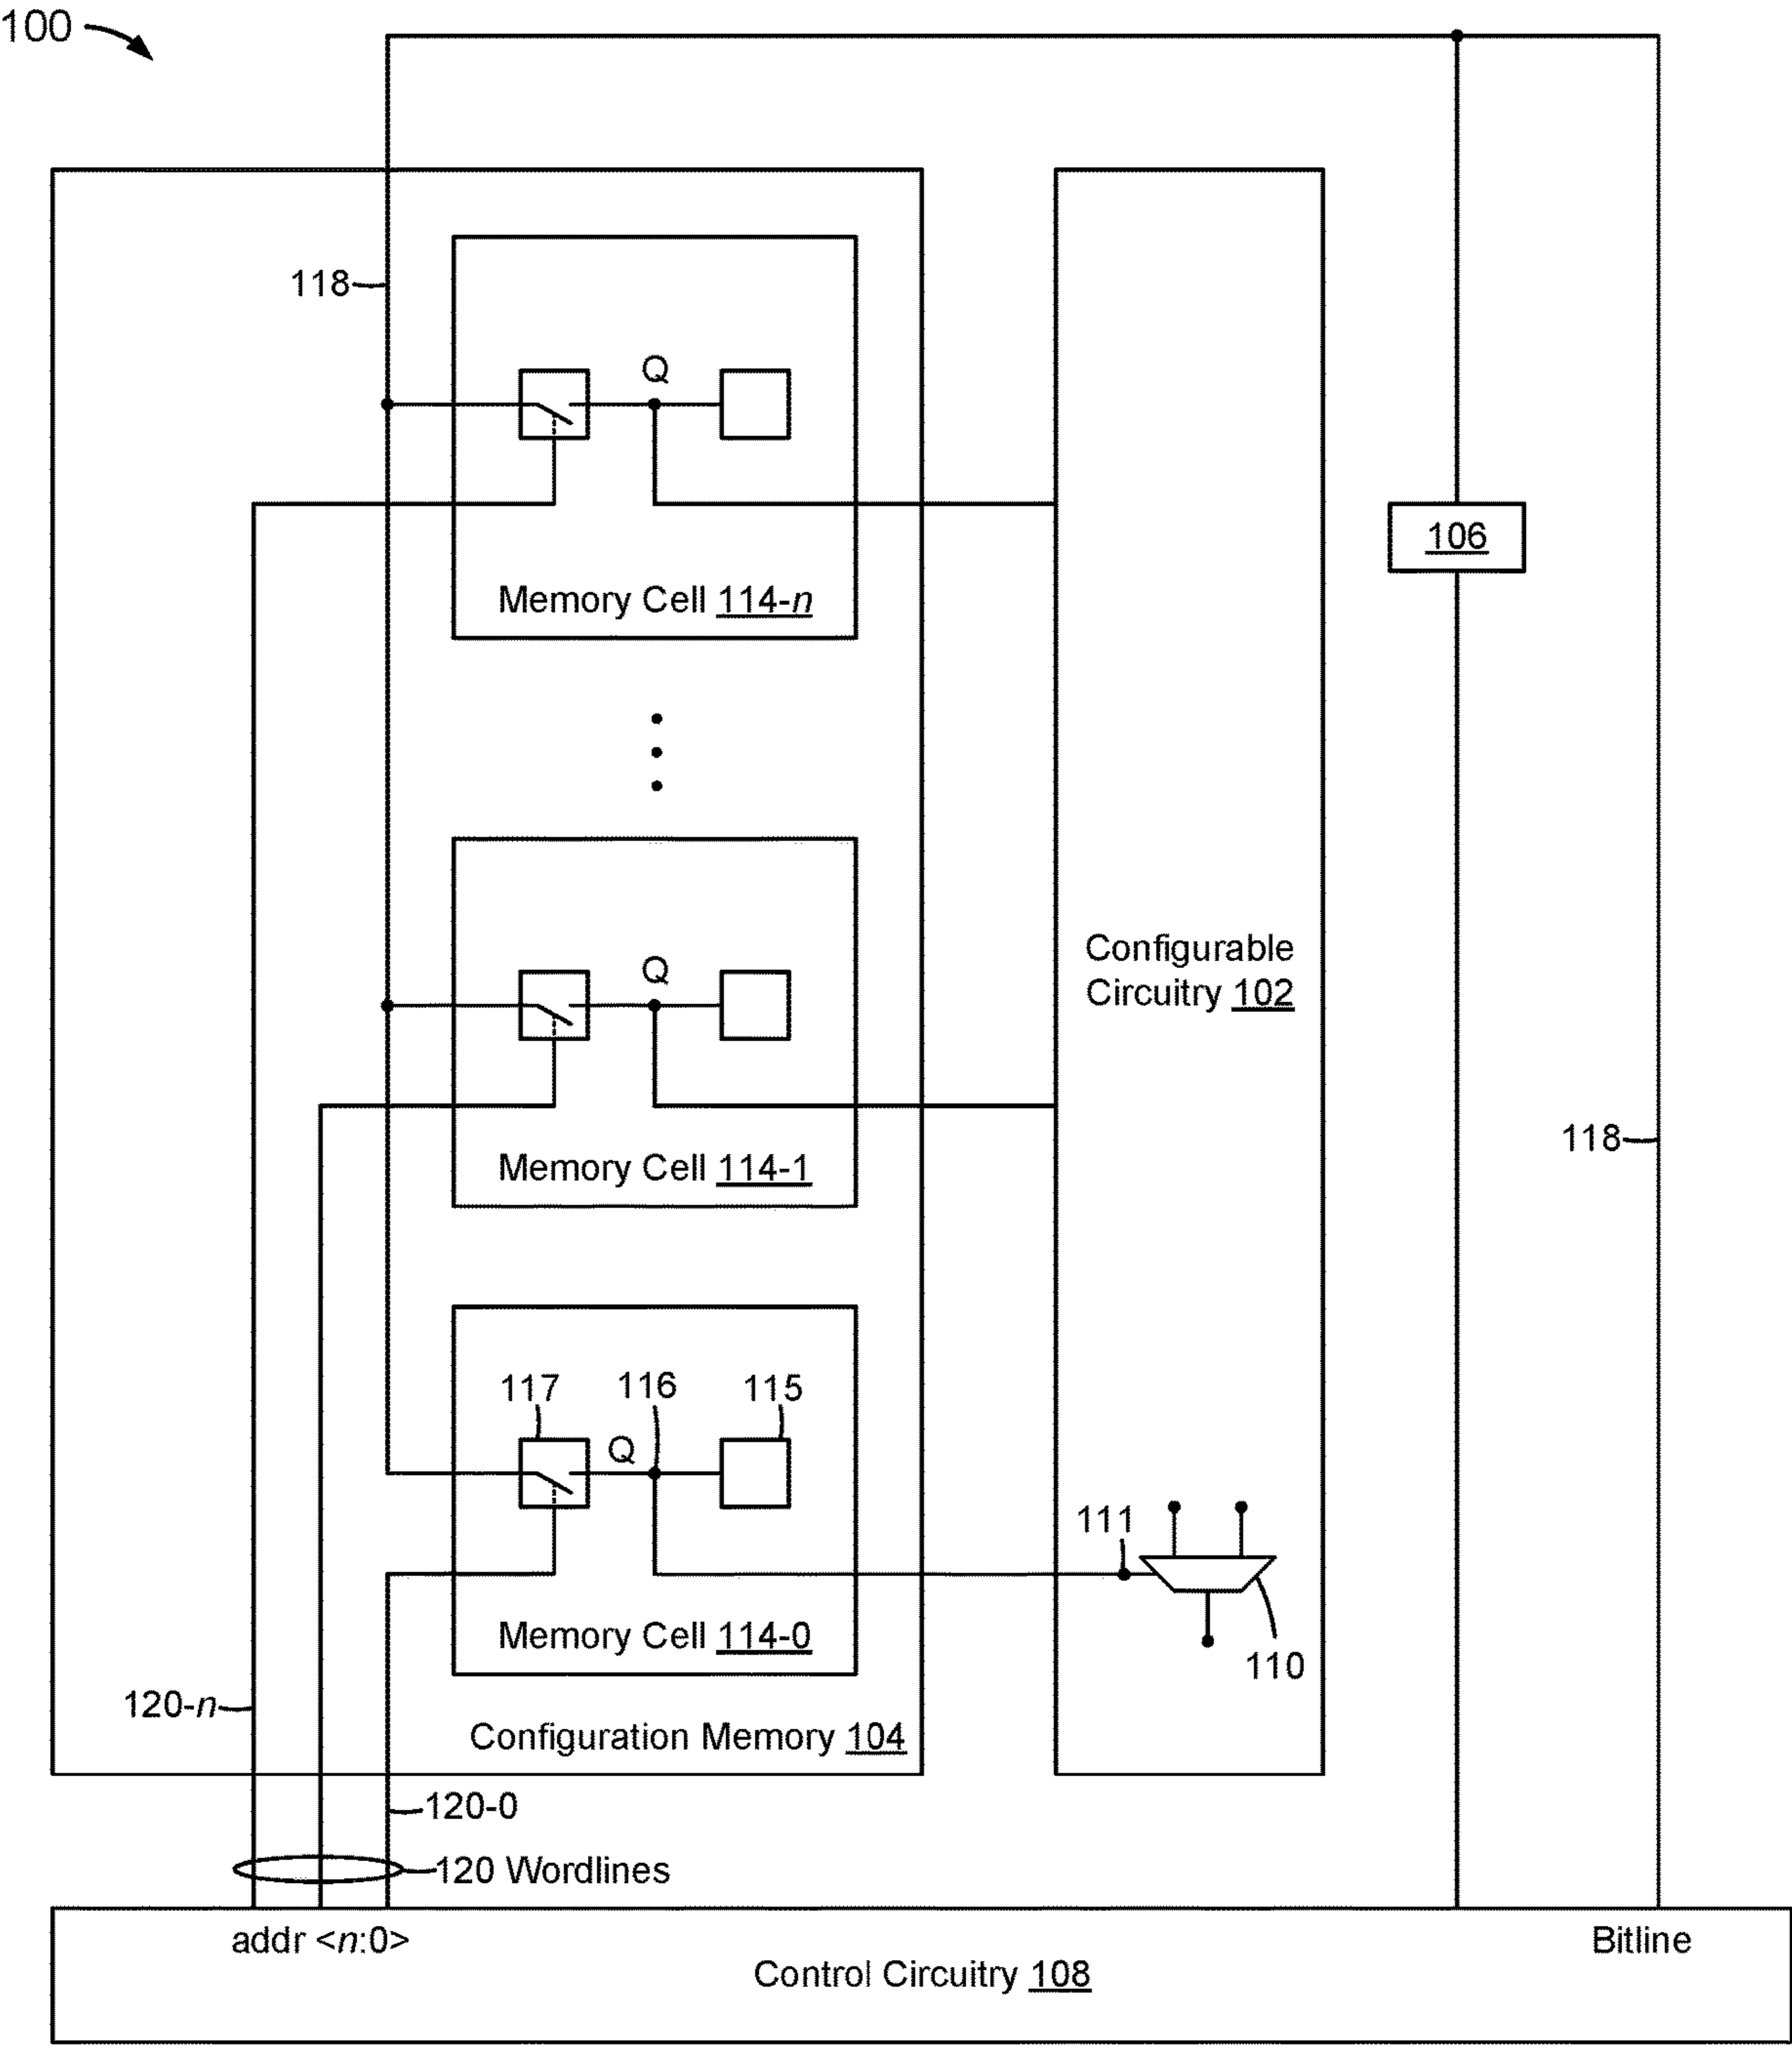 100
118
Q
106
Memory Cell 114-n
Q
Configurable
Circuitry 102
118
Memory Cell 114-1
117
116
115
Q
111
Memory Cell 114-0
110
120-n
Configuration Memory 104
120-0
120 Wordlines
addr <n:0>
Bitline
Control Circuitry 108